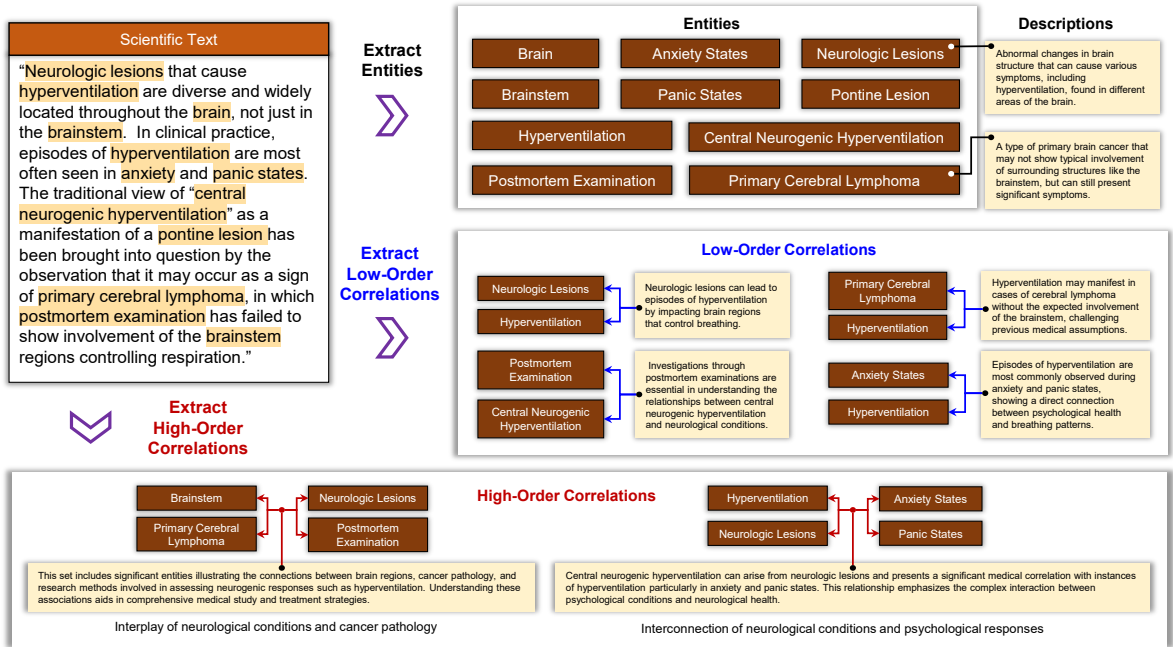 Scientific Text
“Neurologic lesions that cause
hyperventilation are diverse and widely
located throughout the brain, not just in
the brainstem.  In clinical practice,
episodes of hyperventilation are most
often seen in anxiety and panic states.
The traditional view of “central
neurogenic hyperventilation” as a
manifestation of a pontine lesion has
been brought into question by the
observation that it may occur as a sign
of primary cerebral lymphoma, in which
postmortem examination has failed to
show involvement of the brainstem
regions controlling respiration.”
Extract
Entities
Entities
Brain
Anxiety States
Neurologic Lesions
Brainstem
Panic States
Pontine Lesion
Hyperventilation
Central Neurogenic Hyperventilation
Postmortem Examination
Primary Cerebral Lymphoma
Descriptions
Abnormal changes in brain
structure that can cause various
symptoms, including
hyperventilation, found in different
areas of the brain.
A type of primary brain cancer that
may not show typical involvement
of surrounding structures like the
brainstem, but can still present
significant symptoms.
Extract
Low-Order
Correlations
Low-Order Correlations
Neurologic Lesions
Hyperventilation
Neurologic lesions can lead to
episodes of hyperventilation
by impacting brain regions
that control breathing.
Primary Cerebral
Lymphoma
Hyperventilation
Hyperventilation may manifest in
cases of cerebral lymphoma
without the expected involvement
of the brainstem, challenging
previous medical assumptions.
Postmortem
Examination
Central Neurogenic
Hyperventilation
Investigations through
postmortem examinations are
essential in understanding the
relationships between central
neurogenic hyperventilation
and neurological conditions.
Anxiety States
Hyperventilation
Episodes of hyperventilation are
most commonly observed during
anxiety and panic states,
showing a direct connection
between psychological health
and breathing patterns.
Extract
High-Order
Correlations
High-Order Correlations
Brainstem
Neurologic Lesions
Primary Cerebral
Lymphoma
Postmortem
Examination
This set includes significant entities illustrating the connections between brain regions, cancer pathology, and
research methods involved in assessing neurogenic responses such as hyperventilation. Understanding these
associations aids in comprehensive medical study and treatment strategies.
Interplay of neurological conditions and cancer pathology
Hyperventilation
Anxiety States
Neurologic Lesions
Panic States
Central neurogenic hyperventilation can arise from neurologic lesions and presents a significant medical correlation with instances
of hyperventilation particularly in anxiety and panic states. This relationship emphasizes the complex interaction between
psychological conditions and neurological health.
Interconnection of neurological conditions and psychological responses